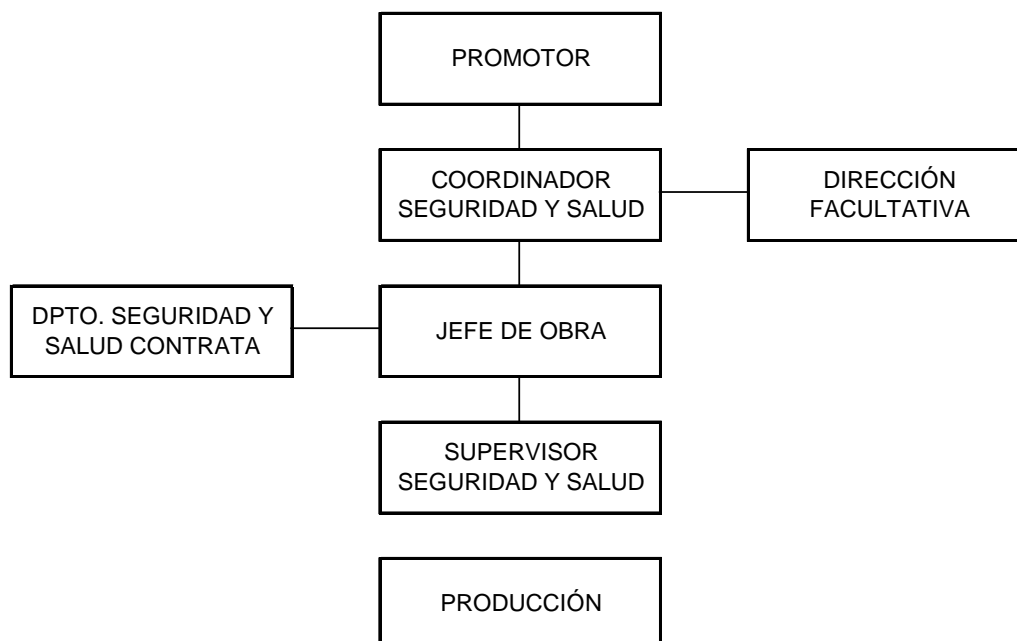 PROMOTOR
COORDINADOR
SEGURIDAD Y SALUD
DIRECCIÓN
FACULTATIVA
DPTO. SEGURIDAD Y
SALUD CONTRATA
JEFE DE OBRA
SUPERVISOR
SEGURIDAD Y SALUD
PRODUCCIÓN